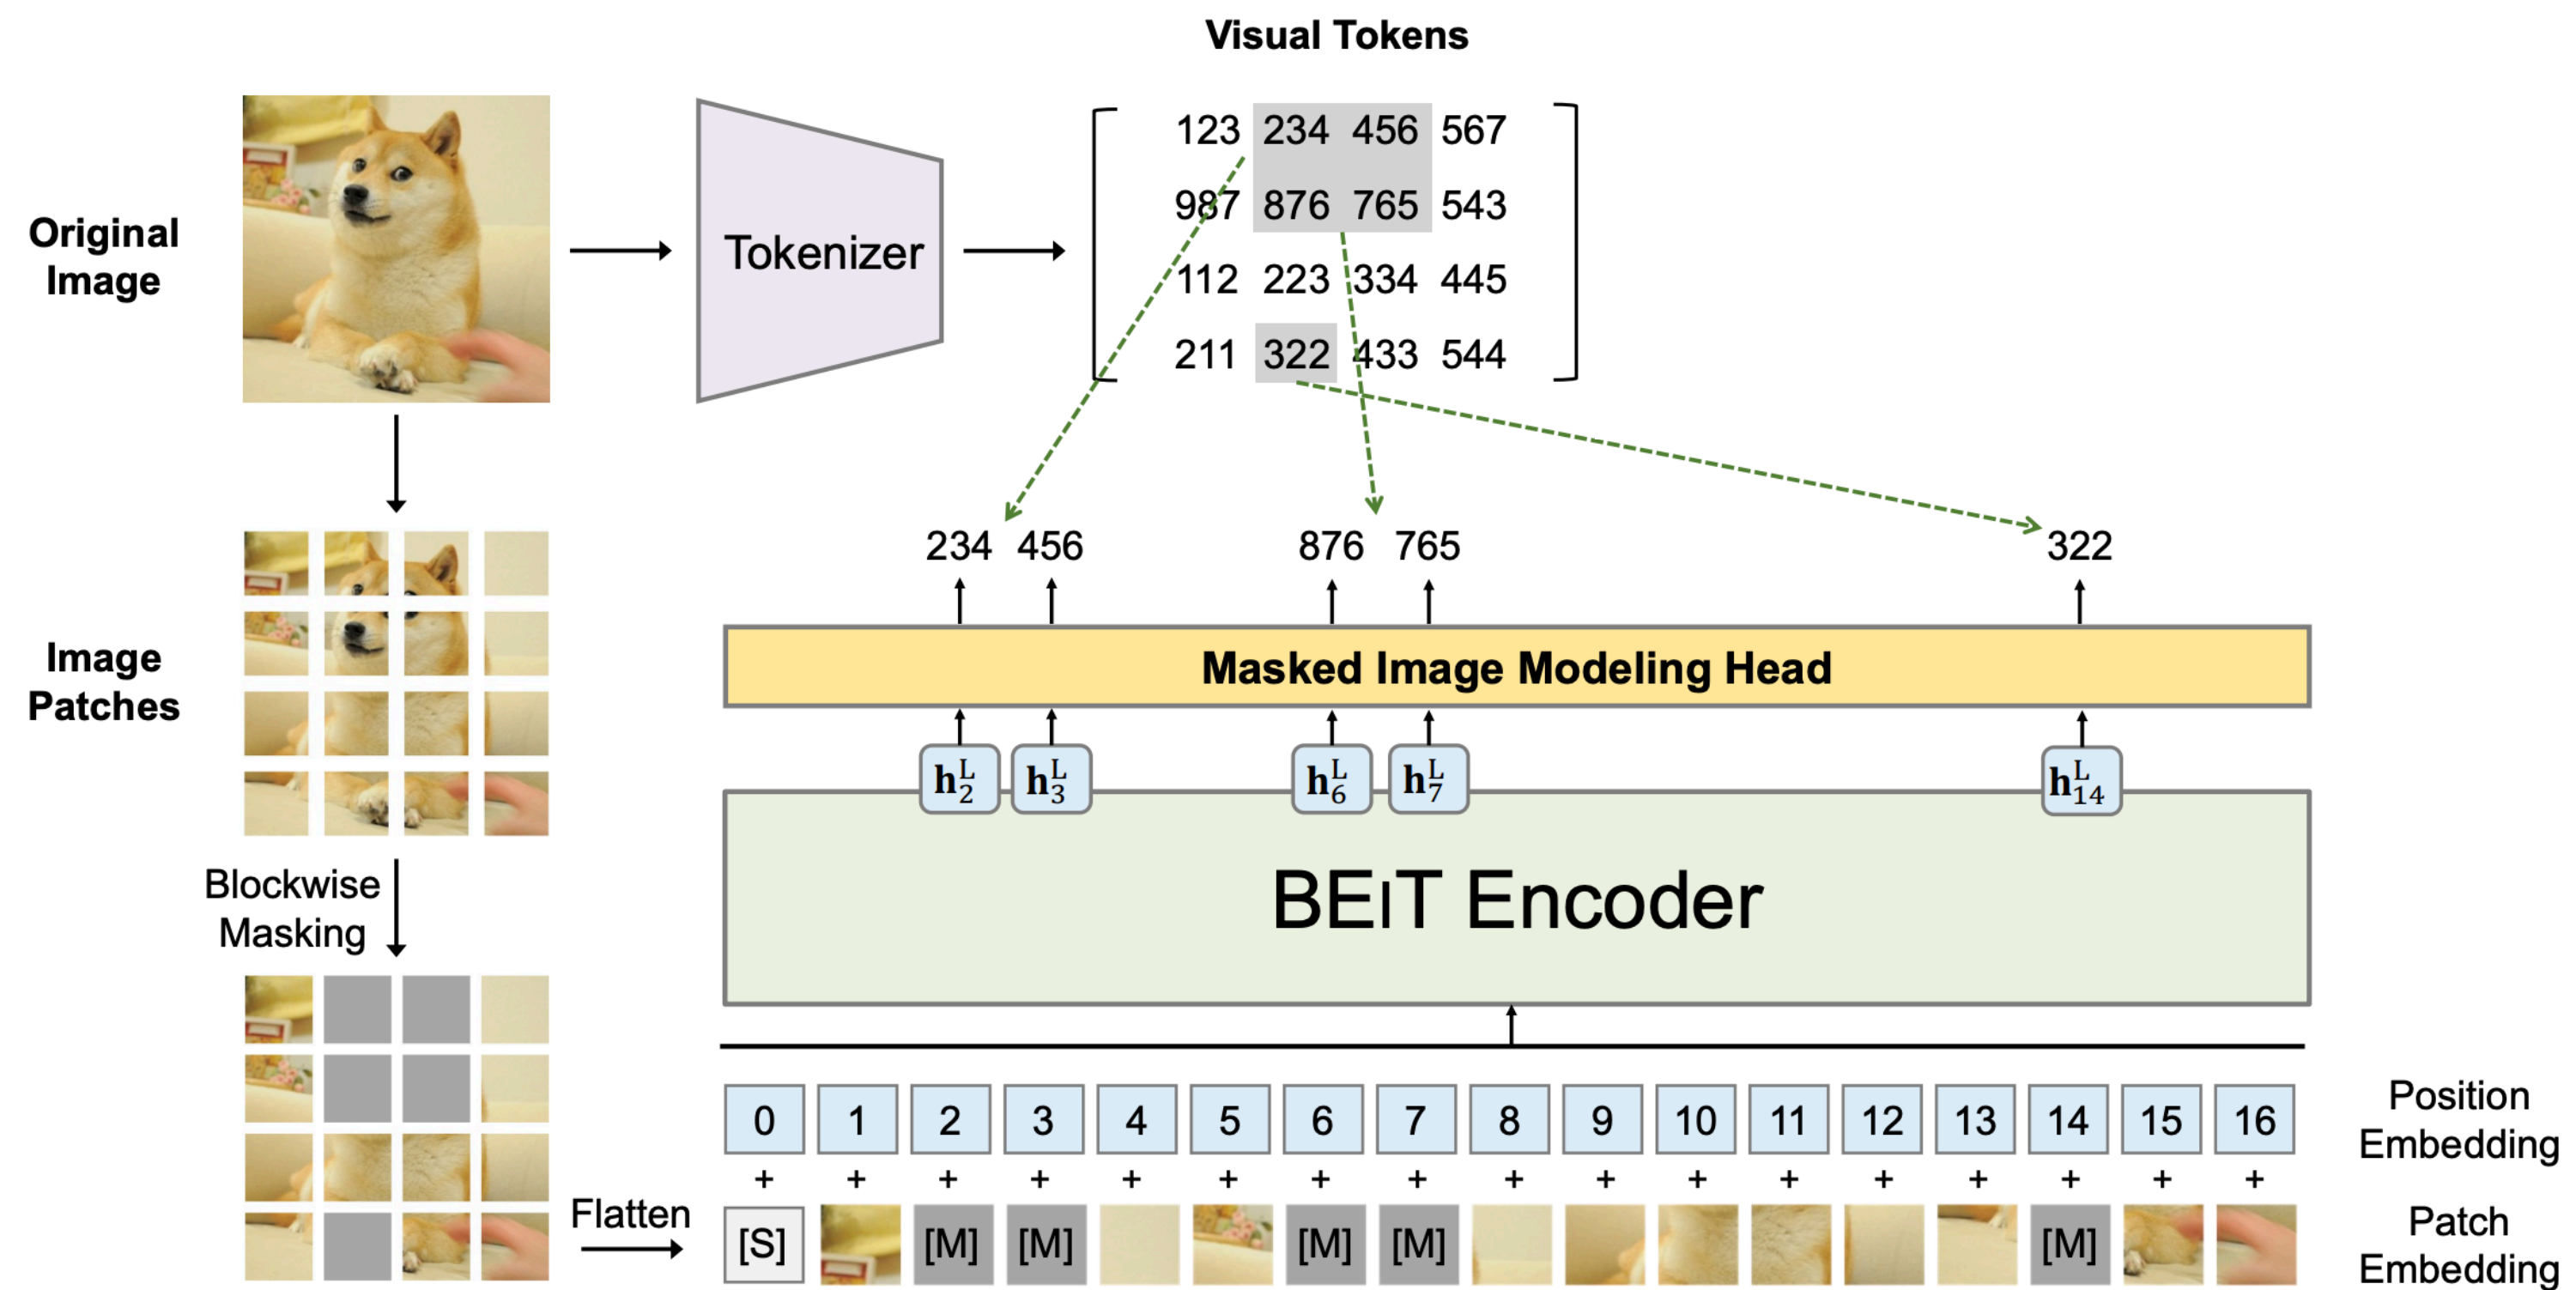 Visual Tokens
Original
Image
Tokenizer
123 234 456 567
987 876 765 543
112 223 334 445
211 322 433 544
234 456 876 765 322
Image
Patches
Masked Image Modeling Head
h₂ᴸ h₃ᴸ h₆ᴸ h₇ᴸ h₁₄ᴸ
Blockwise
Masking
BEIT Encoder
0 1 2 3 4 5 6 7 8 9 10 11 12 13 14 15 16
Position
Embedding
+ + + + + + + + + + + + + + + + +
Flatten
[S] [M] [M] [M] [M] [M]
Patch
Embedding